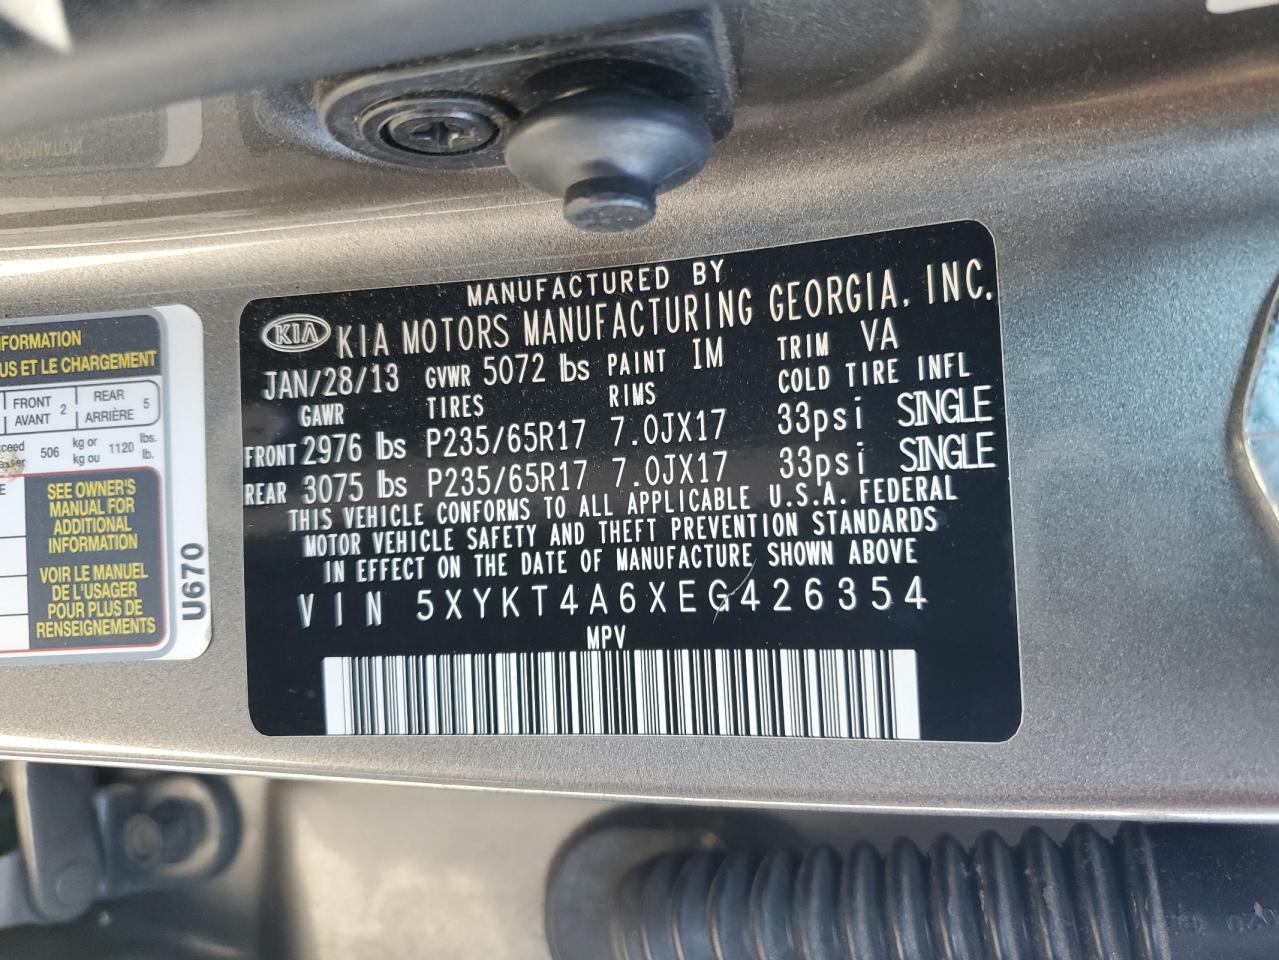 MANUFACTURED BY
KIA KIA MOTORS MANUFACTURING GEORGIA, INC.
JAN/28/13 GVWR 5072 lbs PAINT IM TRIM VA
GAWR TIRES RIMS COLD TIRE INFL
FRONT 2976 lbs P235/65R17 7.0JX17 33psi SINGLE
REAR 3075 lbs P235/65R17 7.0JX17 33psi SINGLE
THIS VEHICLE CONFORMS TO ALL APPLICABLE U.S.A. FEDERAL
MOTOR VEHICLE SAFETY AND THEFT PREVENTION STANDARDS
IN EFFECT ON THE DATE OF MANUFACTURE SHOWN ABOVE
VIN 5XYKT4A6XEG426354
MPV
INFORMATION
US ET LE CHARGEMENT
FRONT 2 REAR 5
AVANT ARRIÈRE
506 kg or 1120 lbs.
kg ou lb.
SEE OWNER'S
MANUAL FOR
ADDITIONAL
INFORMATION
VOIR LE MANUEL
DE L'USAGER
POUR PLUS DE
RENSEIGNEMENTS
U670